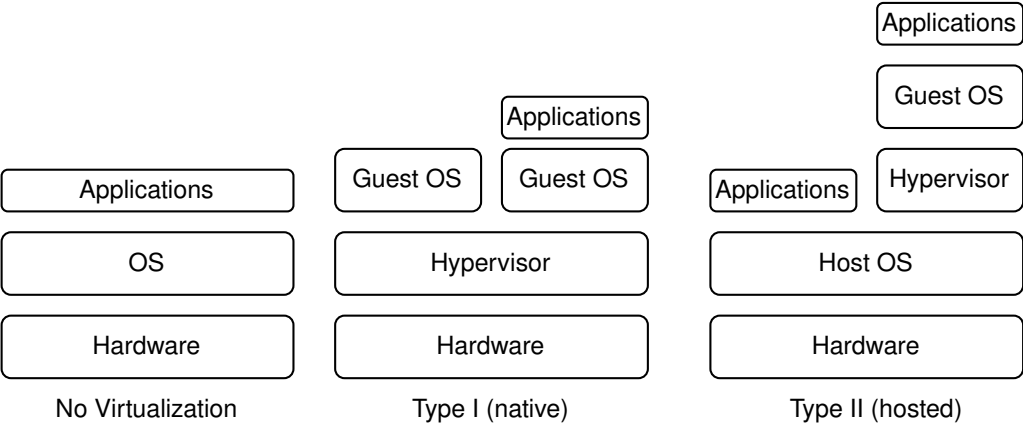 Applications
OS
Hardware
No Virtualization
Applications
Guest OS
Guest OS
Hypervisor
Hardware
Type I (native)
Applications
Guest OS
Hypervisor
Applications
Host OS
Hardware
Type II (hosted)